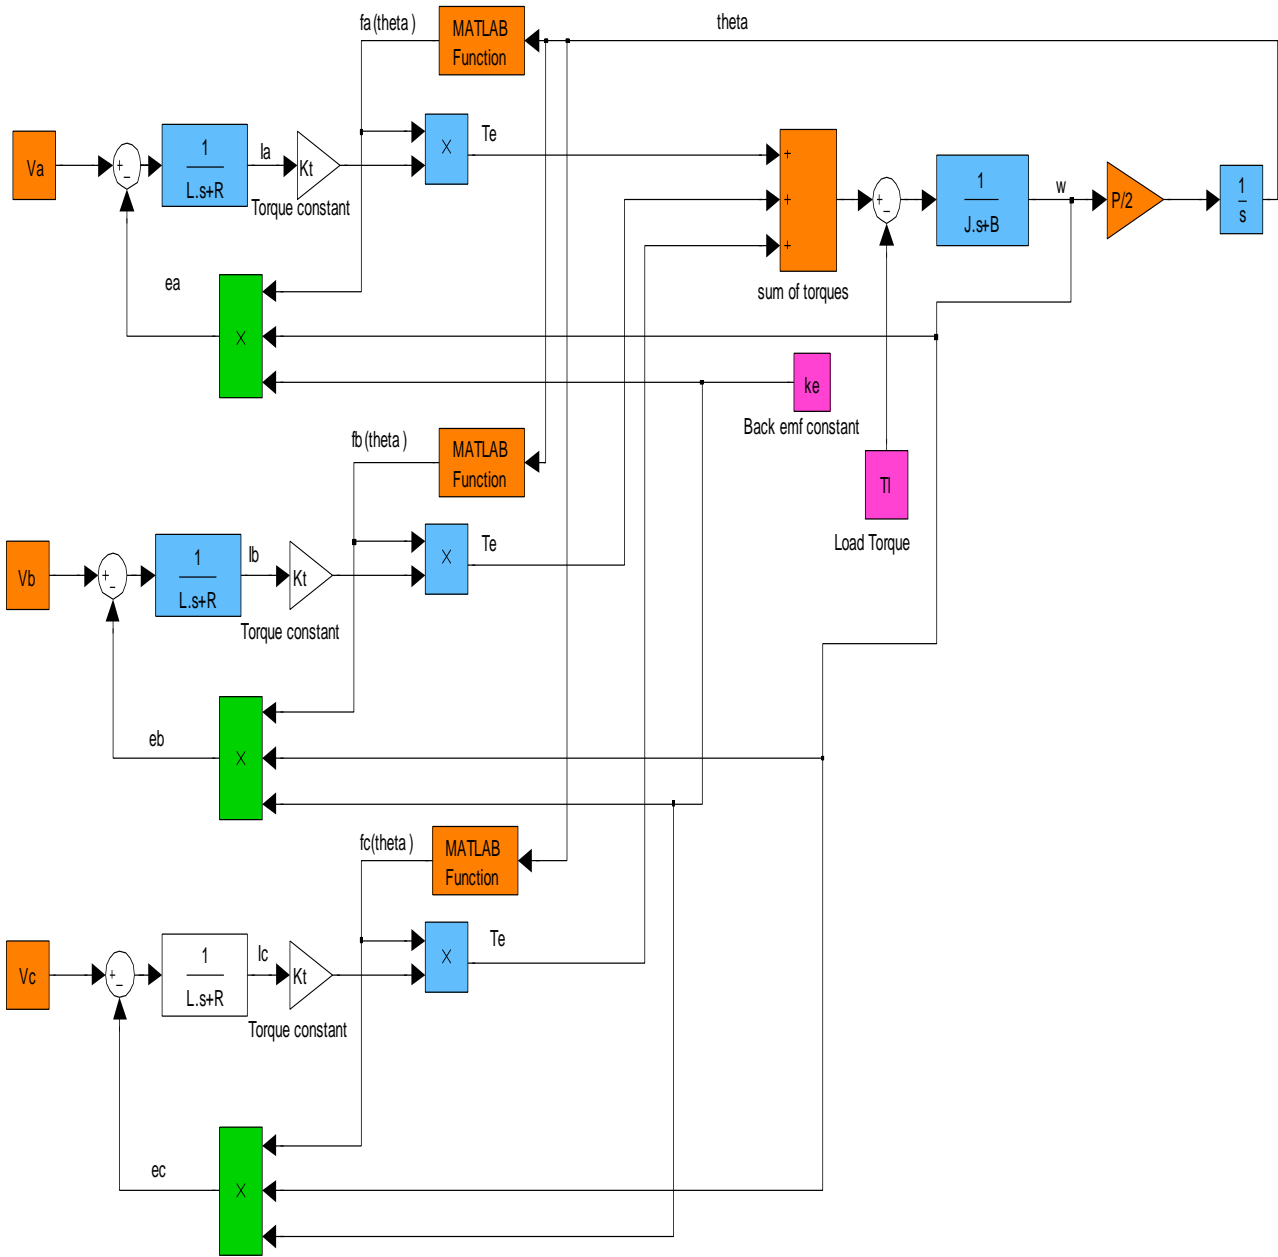 fa(theta)
MATLAB
Function
theta
Va
+
−
1
L.s+R
Ia
Kt
Torque constant
X
Te
+
+
+
sum of torques
+
−
1
J.s+B
w
P/2
1
s
ea
X
ke
Back emf constant
Tl
Load Torque
fb(theta)
MATLAB
Function
Vb
+
−
1
L.s+R
Ib
Kt
Torque constant
X
Te
eb
X
fc(theta)
MATLAB
Function
Vc
+
−
1
L.s+R
Ic
Kt
Torque constant
X
Te
ec
X